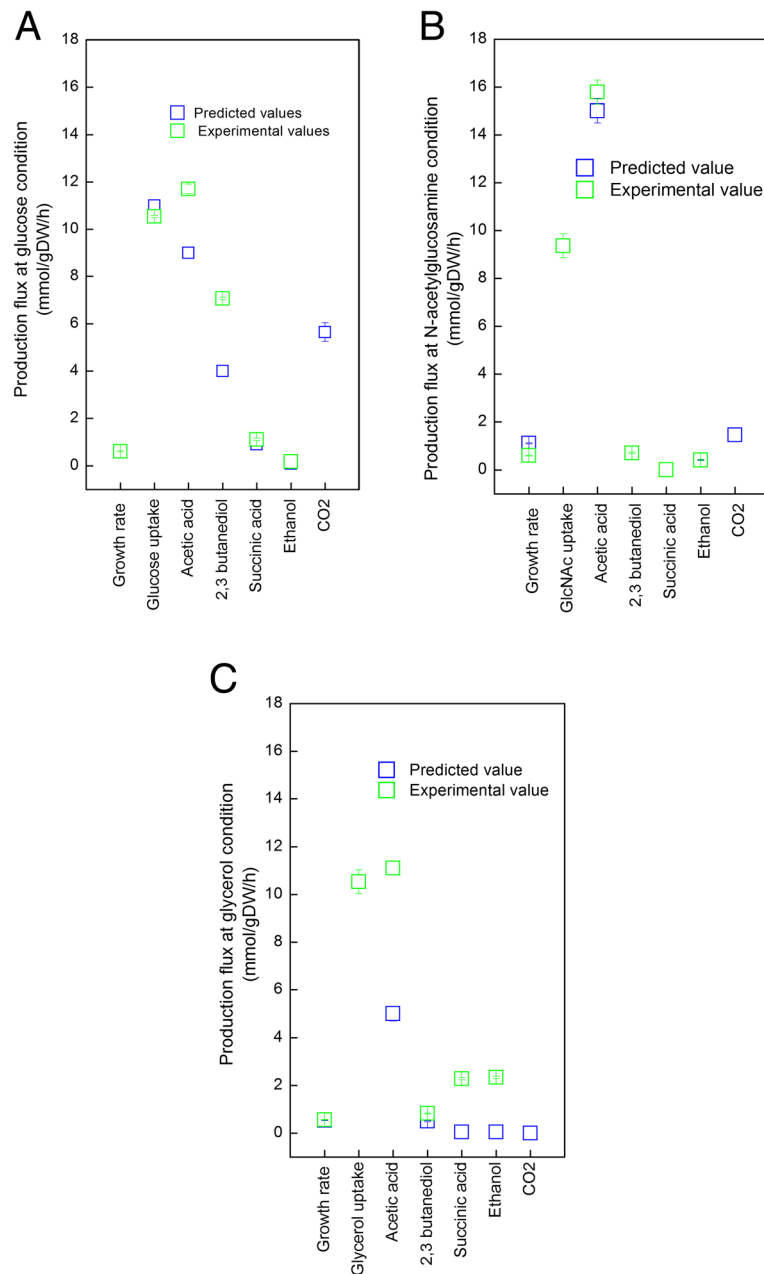 A
Production flux at glucose condition
(mmol/gDW/h)
18
16
14
12
10
8
6
4
2
0
Predicted values
Experimental values
Growth rate
Glucose uptake
Acetic acid
2,3 butanediol
Succinic acid
Ethanol
CO2
B
Production flux at N-acetylglucosamine condition
(mmol/gDW/h)
18
16
14
12
10
8
6
4
2
0
Predicted value
Experimental value
Growth rate
GlcNAc uptake
Acetic acid
2,3 butanediol
Succinic acid
Ethanol
CO2
C
Production flux at glycerol condition
(mmol/gDW/h)
18
16
14
12
10
8
6
4
2
0
Predicted value
Experimental value
Growth rate
Glycerol uptake
Acetic acid
2,3 butanediol
Succinic acid
Ethanol
CO2